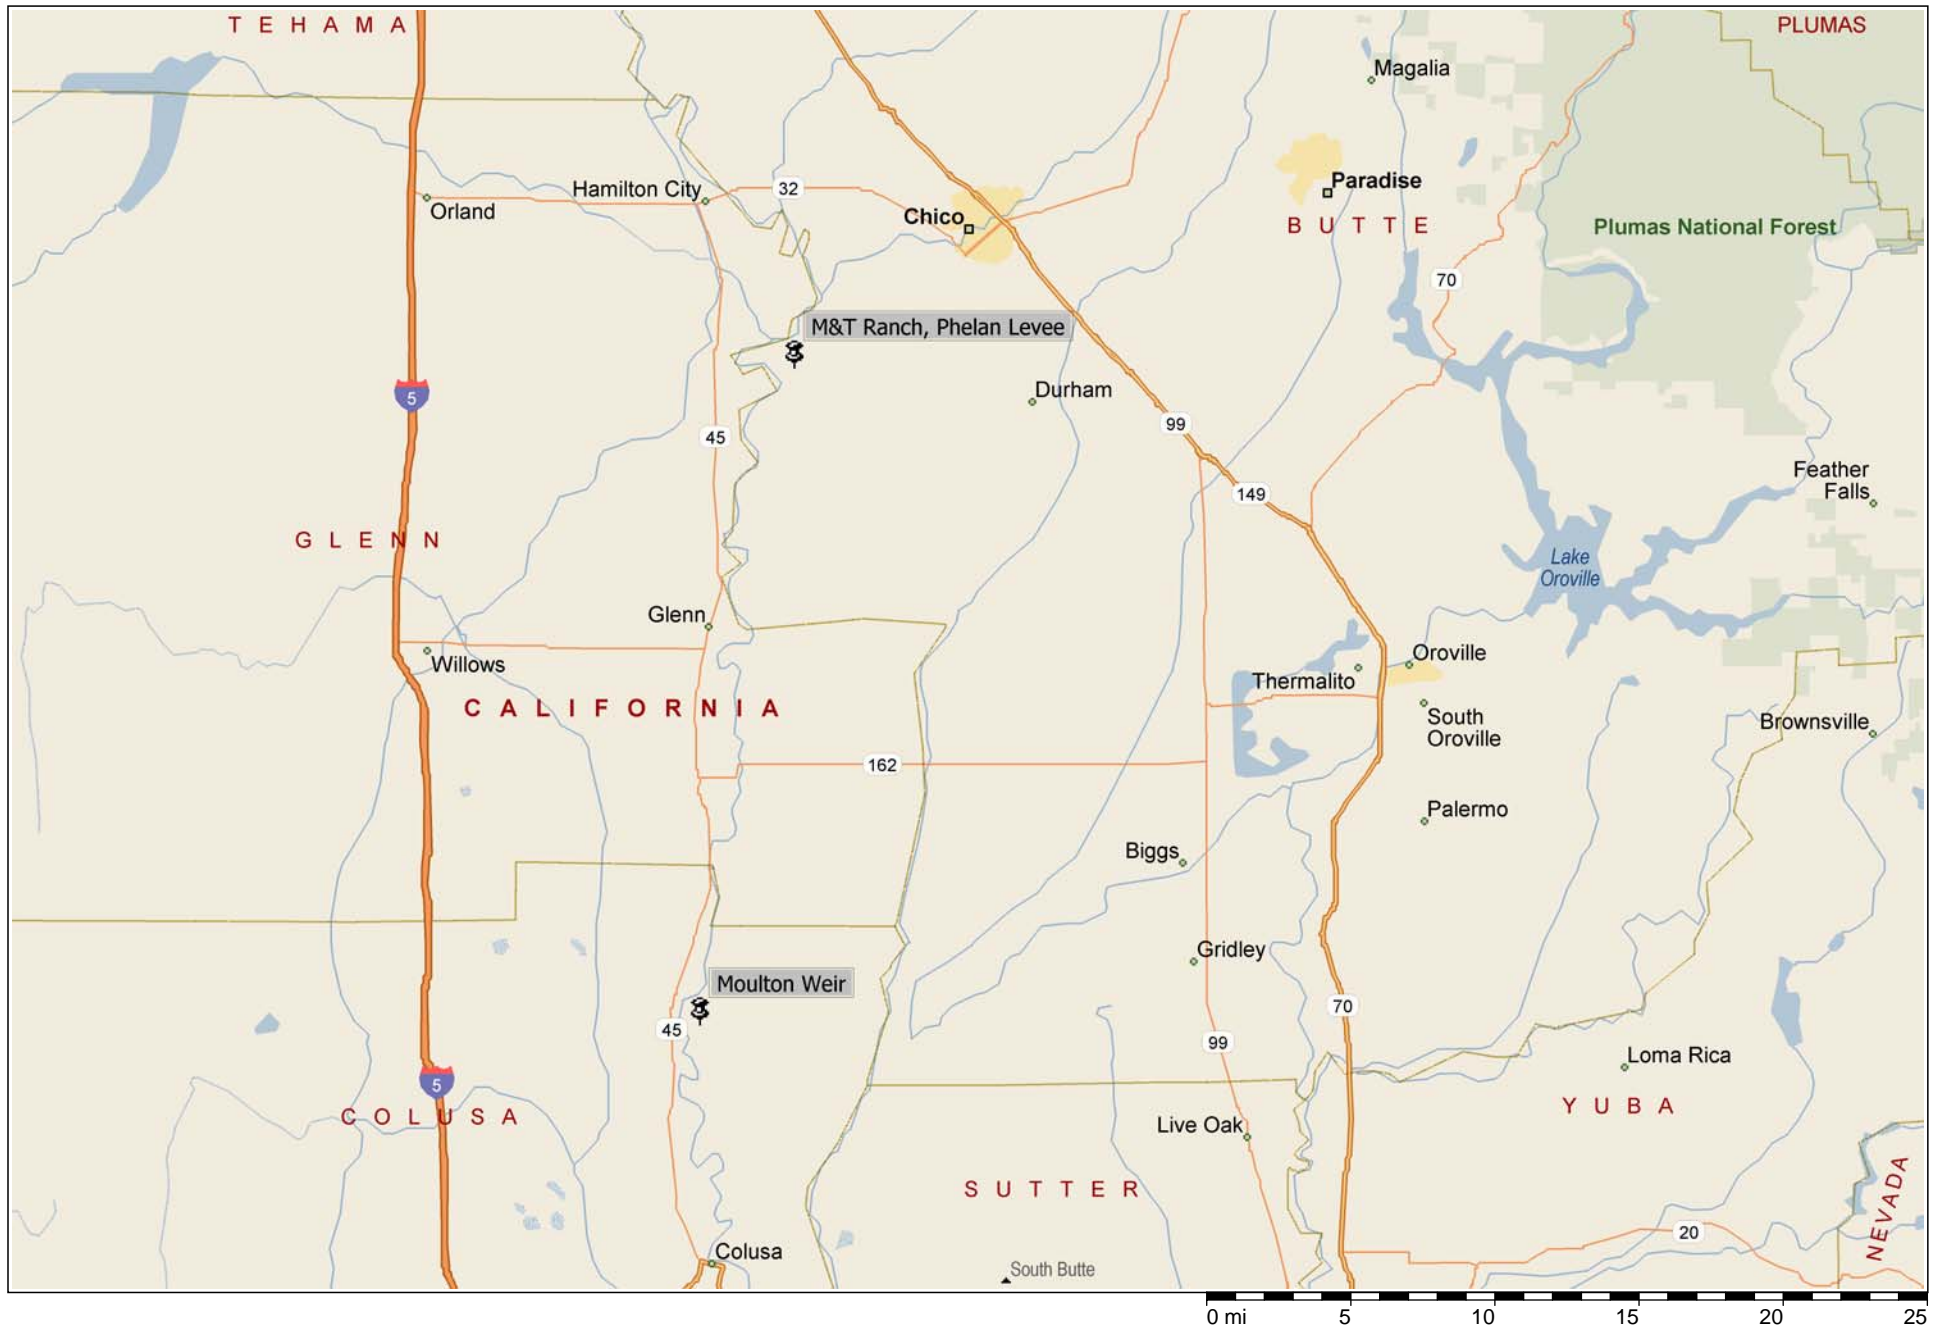 TEHAMA
PLUMAS
Magalia
Hamilton City
32
Paradise
Orland
Chico
BUTTE
Plumas National Forest
70
M&T Ranch, Phelan Levee
5
Durham
99
45
Feather
Falls
149
GLENN
Lake
Oroville
Glenn
Oroville
Willows
Thermalito
CALIFORNIA
South
Oroville
Brownsville
162
Palermo
Biggs
Gridley
Moulton Weir
70
45
99
Loma Rica
5
YUBA
COLUSA
Live Oak
SUTTER
NEVADA
20
Colusa
South Butte
0 mi 5 10 15 20 25